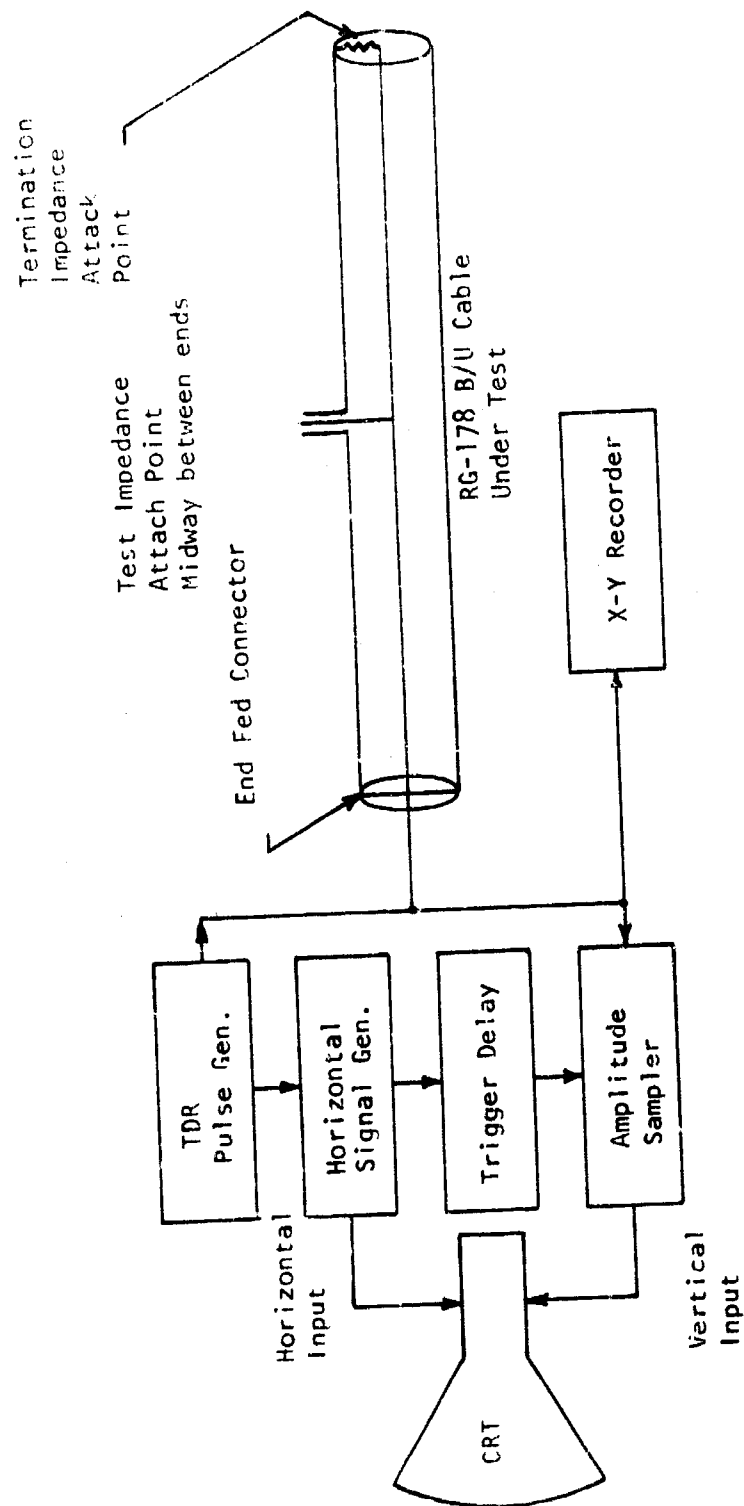 Termination
Impedance
Attack
Point
Test Impedance
Attach Point
Midway between ends
End Fed Connector
RG-178 B/U Cable
Under Test
X-Y Recorder
TDR
Pulse Gen.
Horizontal
Signal Gen.
Trigger Delay
Amplitude
Sampler
Horizontal
Input
Vertical
Input
CRT